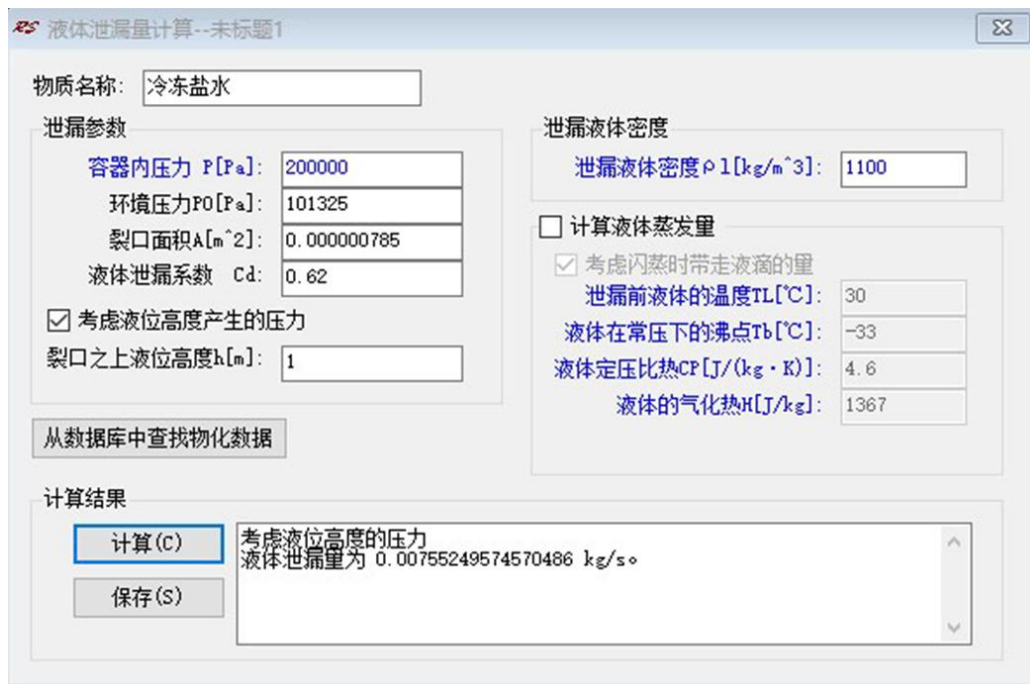 RS 液体泄漏量计算--未标题1
物质名称: 冷冻盐水
泄漏参数
容器内压力 P[Pa]: 200000
环境压力P0[Pa]: 101325
裂口面积A[m^2]: 0.000000785
液体泄漏系数 Cd: 0.62
考虑液位高度产生的压力
裂口之上液位高度h[m]: 1
从数据库中查找物化数据
泄漏液体密度
泄漏液体密度ρl[kg/m^3]: 1100
计算液体蒸发量
考虑闪蒸时带走液滴的量
泄漏前液体的温度TL[℃]: 30
液体在常压下的沸点Tb[℃]: -33
液体定压比热CP[J/(kg·K)]: 4.6
液体的气化热H[J/kg]: 1367
计算结果
计算(C)
保存(S)
考虑液位高度的压力
液体泄漏量为 0.00755249574570486 kg/s。